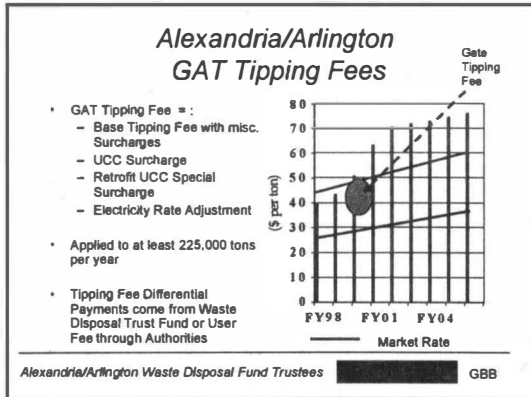 Alexandria/Arlington
GAT Tipping Fees
Gate
Tipping
Fee
• GAT Tipping Fee = :
– Base Tipping Fee with misc.
Surcharges
– UCC Surcharge
– Retrofit UCC Special
Surcharge
– Electricity Rate Adjustment
• Applied to at least 225,000 tons
per year
• Tipping Fee Differential
Payments come from Waste
Disposal Trust Fund or User
Fee through Authorities
($ per ton)
80
70
60
50
40
30
20
10
0
FY98 FY01 FY04
Market Rate
Alexandria/Arlington Waste Disposal Fund Trustees GBB